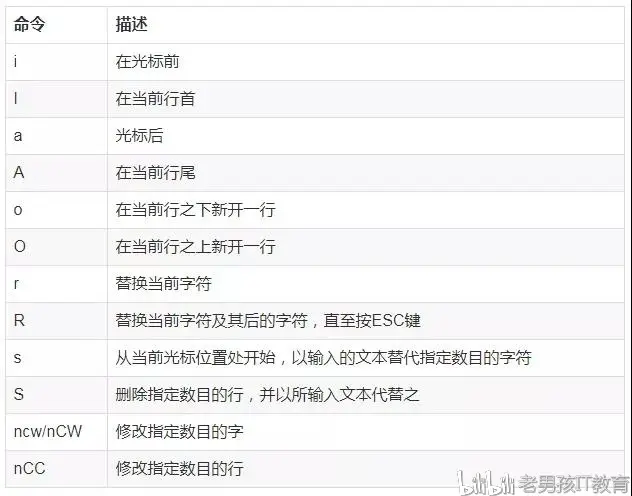 命令 描述
i 在光标前
I 在当前行首
a 光标后
A 在当前行尾
o 在当前行之下新开一行
O 在当前行之上新开一行
r 替换当前字符
R 替换当前字符及其后的字符，直至按ESC键
s 从当前光标位置处开始，以输入的文本替代指定数目的字符
S 删除指定数目的行，并以所输入文本代替之
ncw/nCW 修改指定数目的字
nCC 修改指定数目的行
bilibili 老男孩IT教育